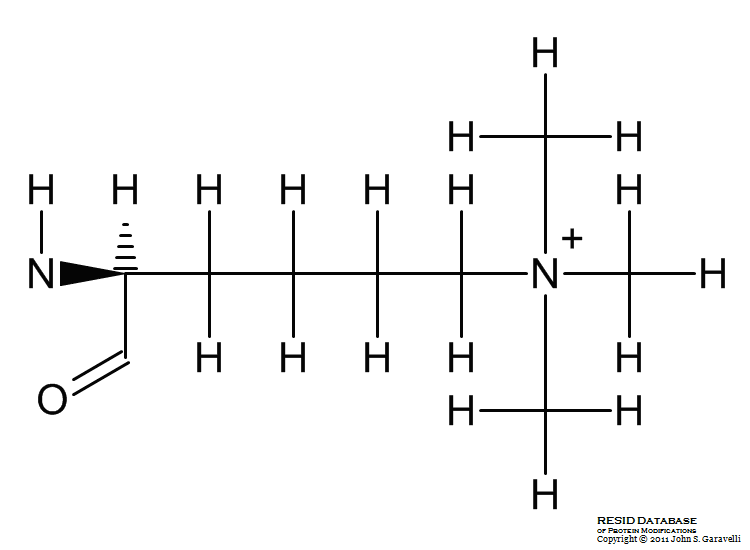 H
H H
H H H H H H H
N N + H
H H H H H
O H H
H
RESID DATABASE
OF PROTEIN MODIFICATIONS
Copyright © 2011 John S. Garavelli